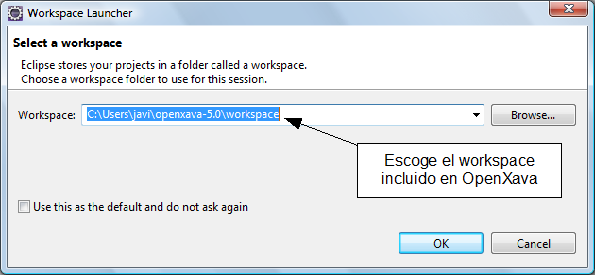 Workspace Launcher
Select a workspace
Eclipse stores your projects in a folder called a workspace.
Choose a workspace folder to use for this session.
Workspace: C:\Users\javi\openxava-5.0\workspace Browse...
Escoge el workspace
incluido en OpenXava
Use this as the default and do not ask again
OK Cancel